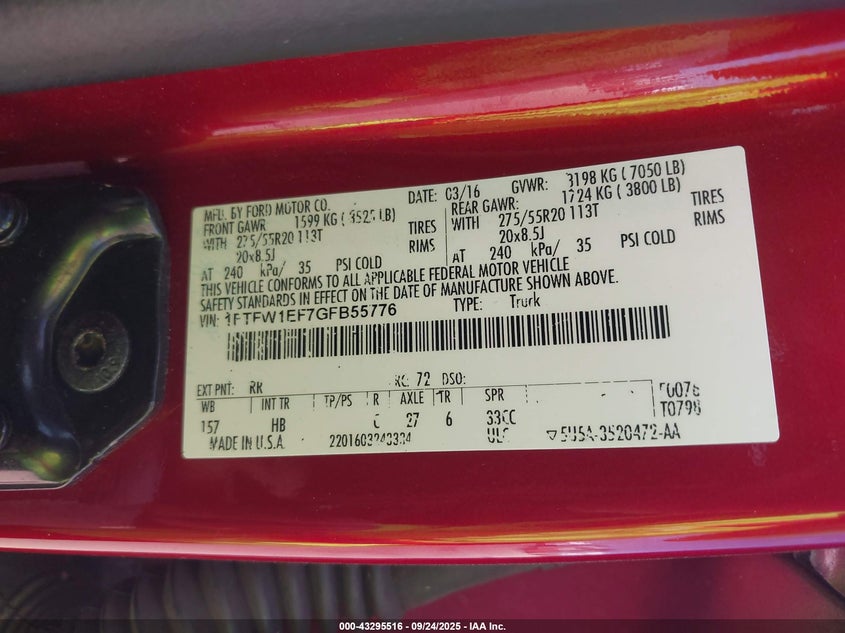 MFD. BY FORD MOTOR CO. DATE: 03/16 GVWR: 3198 KG ( 7050 LB)
FRONT GAWR: 1599 KG ( 3525 LB) REAR GAWR: 1724 KG ( 3800 LB)
WITH 275/55R20 113T TIRES WITH 275/55R20 113T TIRES
20x8.5J RIMS 20x8.5J RIMS
AT 240 kPa/ 35 PSI COLD AT 240 kPa/ 35 PSI COLD
THIS VEHICLE CONFORMS TO ALL APPLICABLE FEDERAL MOTOR VEHICLE
SAFETY STANDARDS IN EFFECT ON THE DATE OF MANUFACTURE SHOWN ABOVE.
VIN: 1FTFW1EF7GFB55776 TYPE: Truck
EXT PNT: RR RC: 72 DSO:
WB INT TR TP/PS R AXLE TR SPR T0798
157 HB 27 6
MADE IN U.S.A. 5U5A-3520472-AA
000-43295516 - 09/24/2025 - IAA Inc.